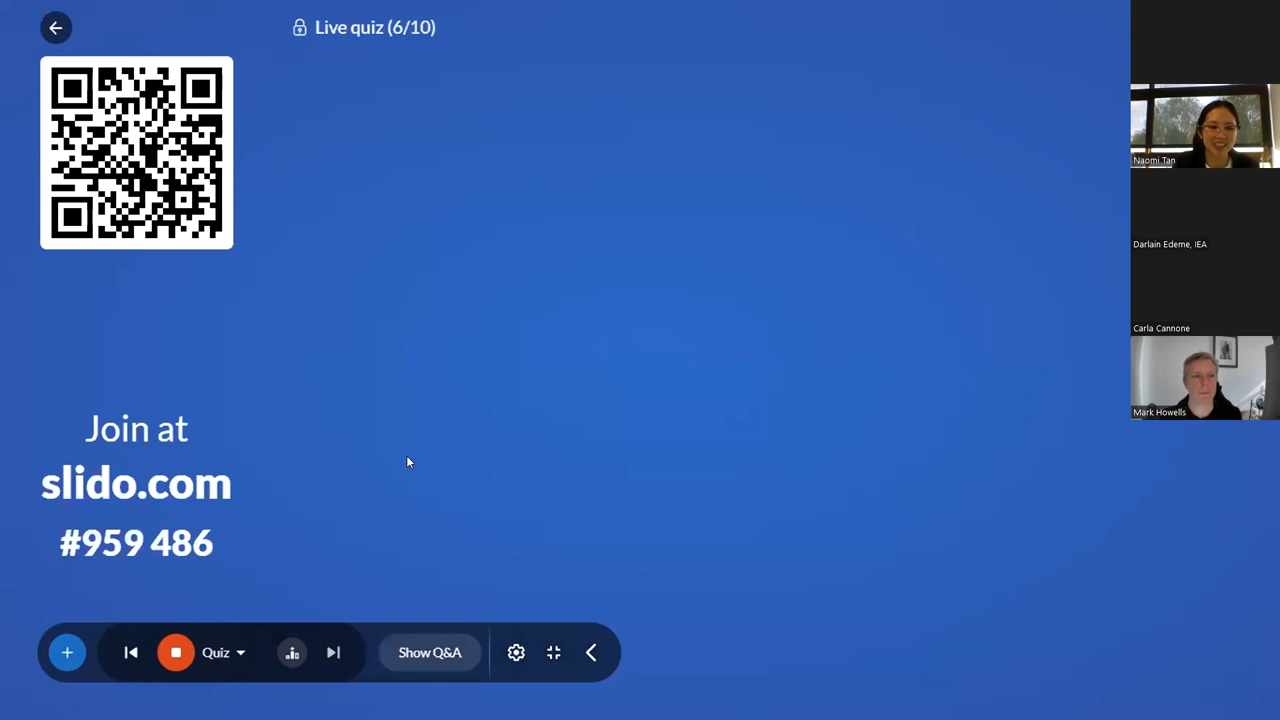 Live quiz (6/10)
Join at
slido.com
#959 486
Quiz
Show Q&A
Naomi Tan
Darlain Edeme, IEA
Carla Cannone
Mark Howells